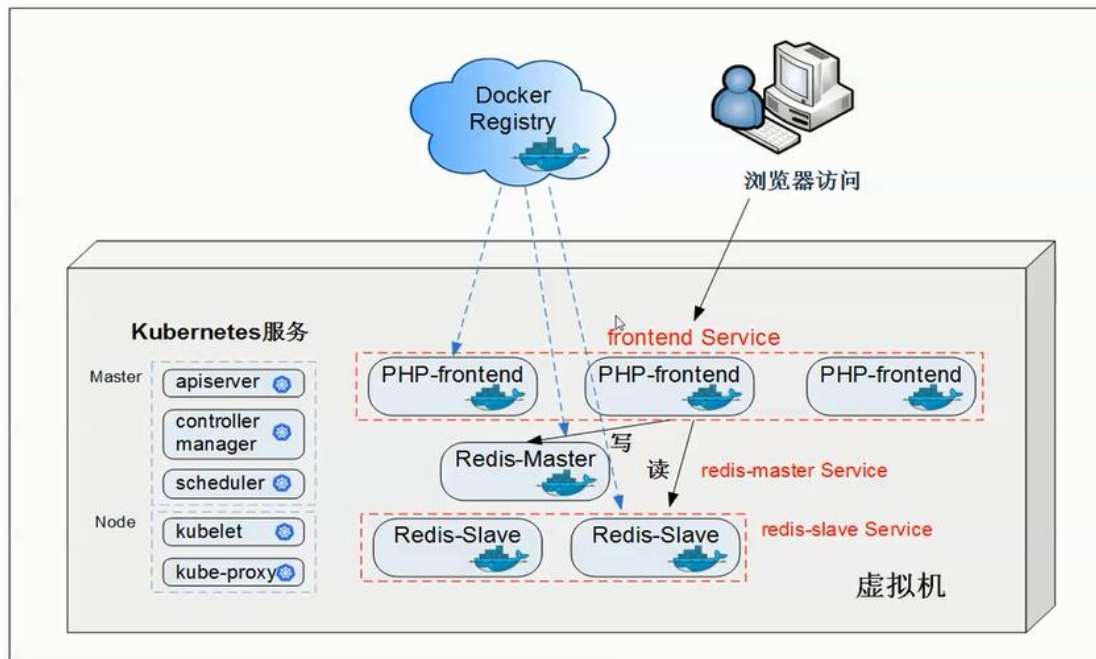 Docker
Registry
浏览器访问
Kubernetes服务
Master
apiserver
controller
manager
scheduler
Node
kubelet
kube-proxy
frontend Service
PHP-frontend
PHP-frontend
PHP-frontend
写
Redis-Master
读
redis-master Service
Redis-Slave
Redis-Slave
redis-slave Service
虚拟机